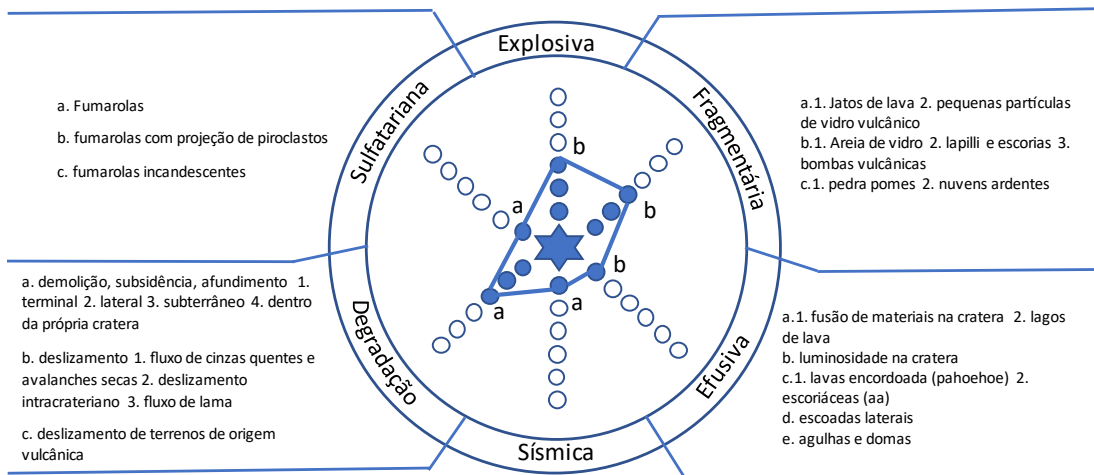 Explosiva
Sulfatariana
Fragmentária
a. Fumarolas
b. fumarolas com projeção de piroclastos
c. fumarolas incandescentes
a.1. Jatos de lava 2. pequenas partículas
de vidro vulcânico
b.1. Areia de vidro 2. lapilli e escorias 3.
bombas vulcânicas
c.1. pedra pomes 2. nuvens ardentes
b
b
a
b
a
a
a. demolição, subsidência, afundimento 1.
terminal 2. lateral 3. subterrâneo 4. dentro
da própria cratera
b. deslizamento 1. fluxo de cinzas quentes e
avalanches secas 2. deslizamento
intracrateriano 3. fluxo de lama
c. deslizamento de terrenos de origem
vulcânica
Degradação
Efusiva
Sísmica
a.1. fusão de materiais na cratera 2. lagos
de lava
b. luminosidade na cratera
c.1. lavas encordoada (pahoehoe) 2.
escoriáceas (aa)
d. escoadas laterais
e. agulhas e domas